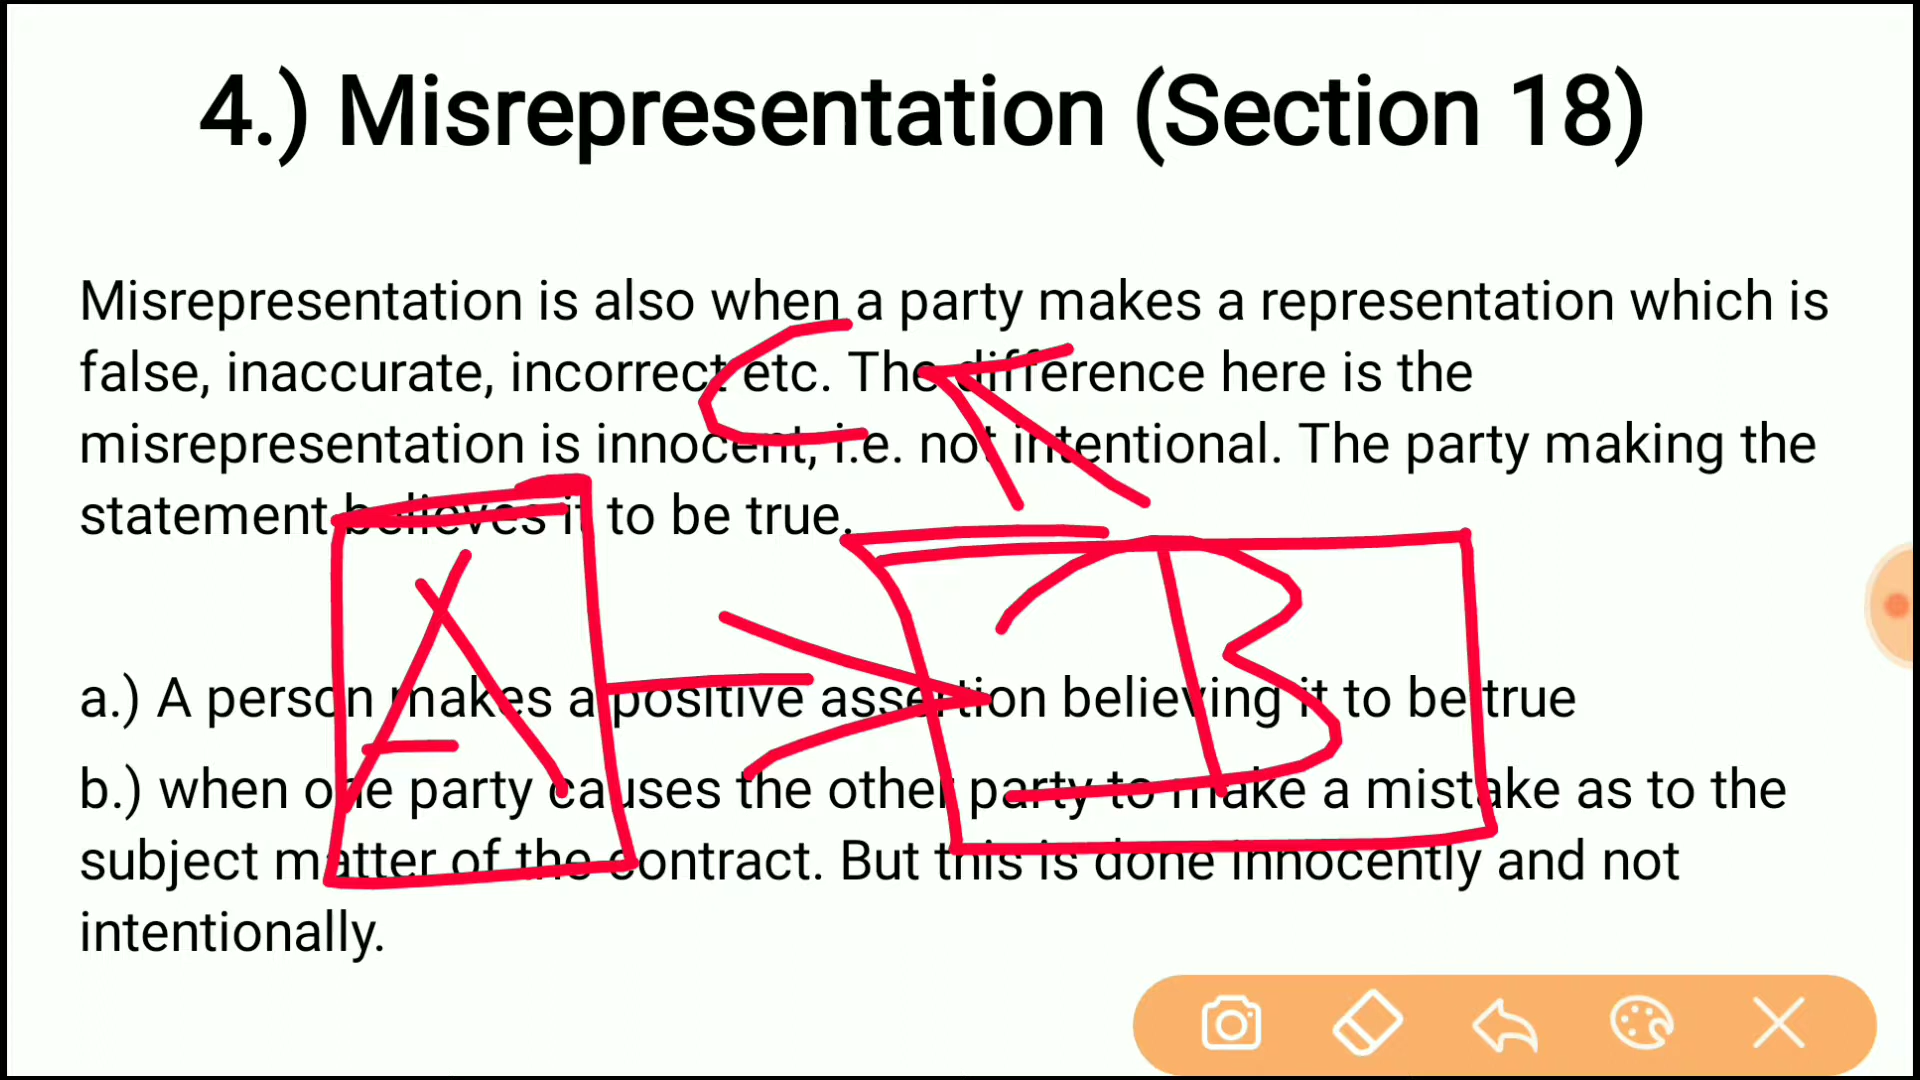 4.) Misrepresentation (Section 18)
Misrepresentation is also when a party makes a representation which is
false, inaccurate, incorrect etc. The difference here is the
misrepresentation is innocent, i.e. not intentional. The party making the
statement believes it to be true.
C
A
B
a.) A person makes a positive assertion believing it to be true
b.) when one party causes the other party to make a mistake as to the
subject matter of the contract. But this is done innocently and not
intentionally.